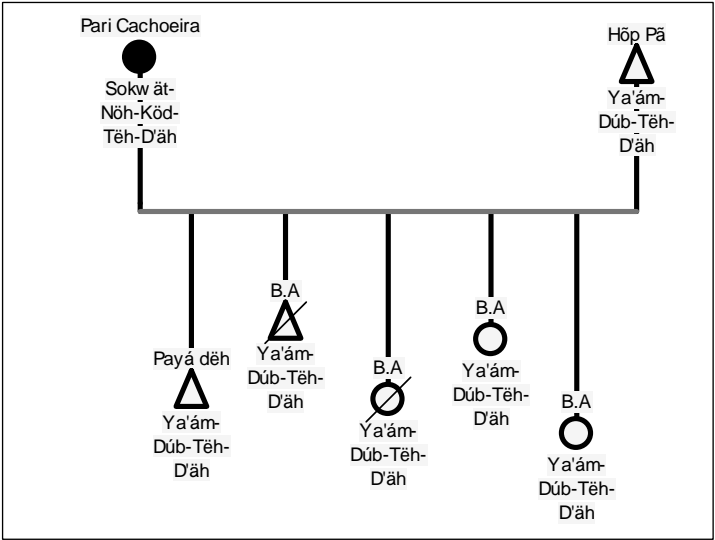 Pari Cachoeira
Sokw ät-
Nöh-Köd-
Tëh-D'äh
Hõp Pã
Ya'ám-
Dúb-Tëh-
D'äh
Payá dëh
Ya'ám-
Dúb-Tëh-
D'äh
B.A
Ya'ám-
Dúb-Tëh-
D'äh
B.A
Ya'ám-
Dúb-Tëh-
D'äh
B.A
Ya'ám-
Dúb-Tëh-
D'äh
B.A
Ya'ám-
Dúb-Tëh-
D'äh